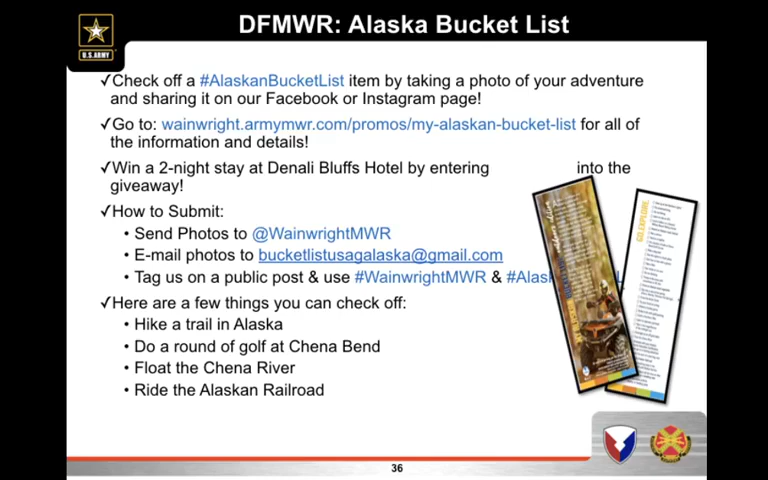 DFMWR: Alaska Bucket List
U.S.ARMY
✓Check off a #AlaskanBucketList item by taking a photo of your adventure
and sharing it on our Facebook or Instagram page!
✓Go to: wainwright.armymwr.com/promos/my-alaskan-bucket-list for all of
the information and details!
✓Win a 2-night stay at Denali Bluffs Hotel by entering into the
giveaway!
✓How to Submit:
• Send Photos to @WainwrightMWR
• E-mail photos to bucketlistusagalaska@gmail.com
• Tag us on a public post & use #WainwrightMWR &
✓Here are a few things you can check off:
• Hike a trail in Alaska
• Do a round of golf at Chena Bend
• Float the Chena River
• Ride the Alaskan Railroad
GO EXPLORE.
36